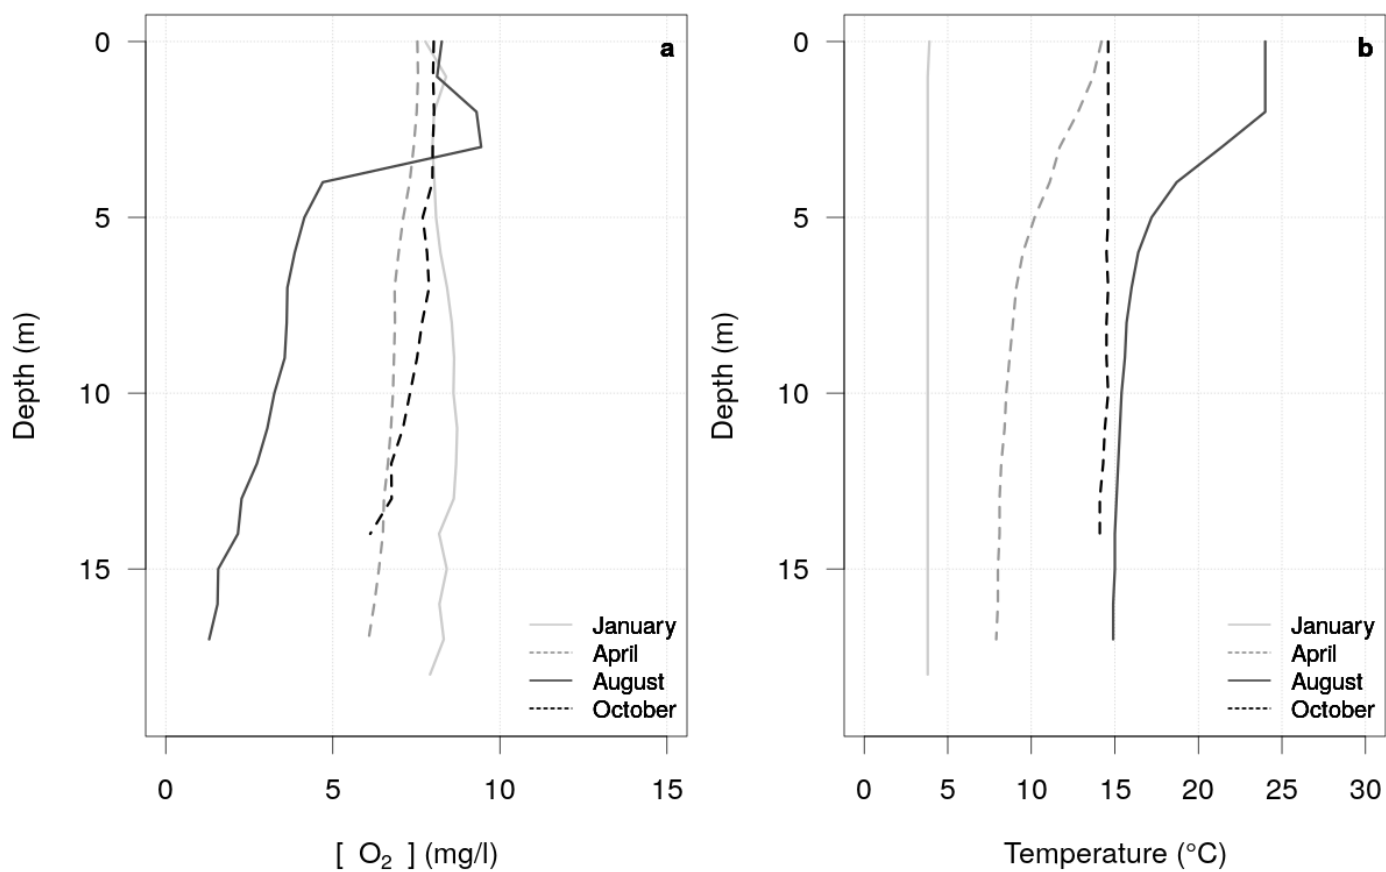 a
0
5
10
15
Depth (m)
January
April
August
October
0 5 10 15
[ O₂ ] (mg/l)
b
0
5
10
15
Depth (m)
January
April
August
October
0 5 10 15 20 25 30
Temperature (°C)